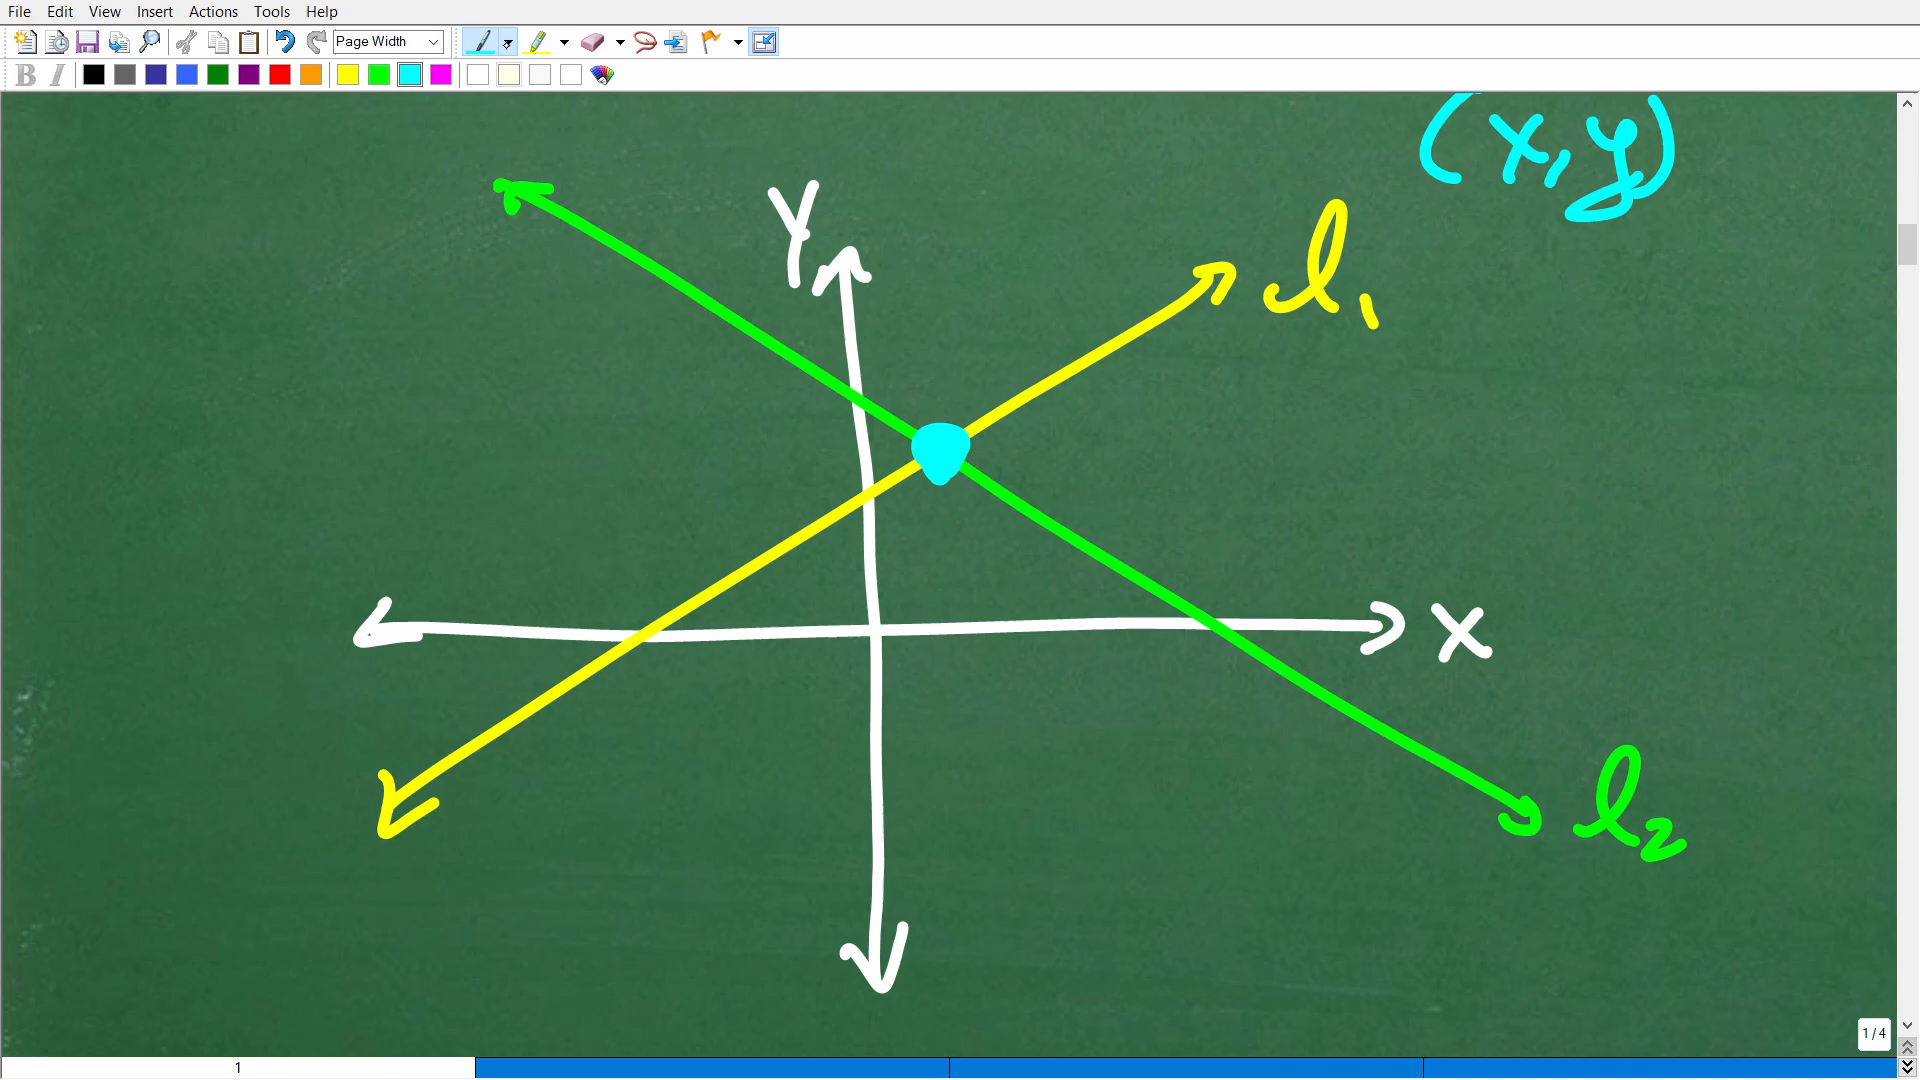 File Edit View Insert Actions Tools Help
Page Width
B I
(x,y)
Y
l1
x
l2
1 / 4
1